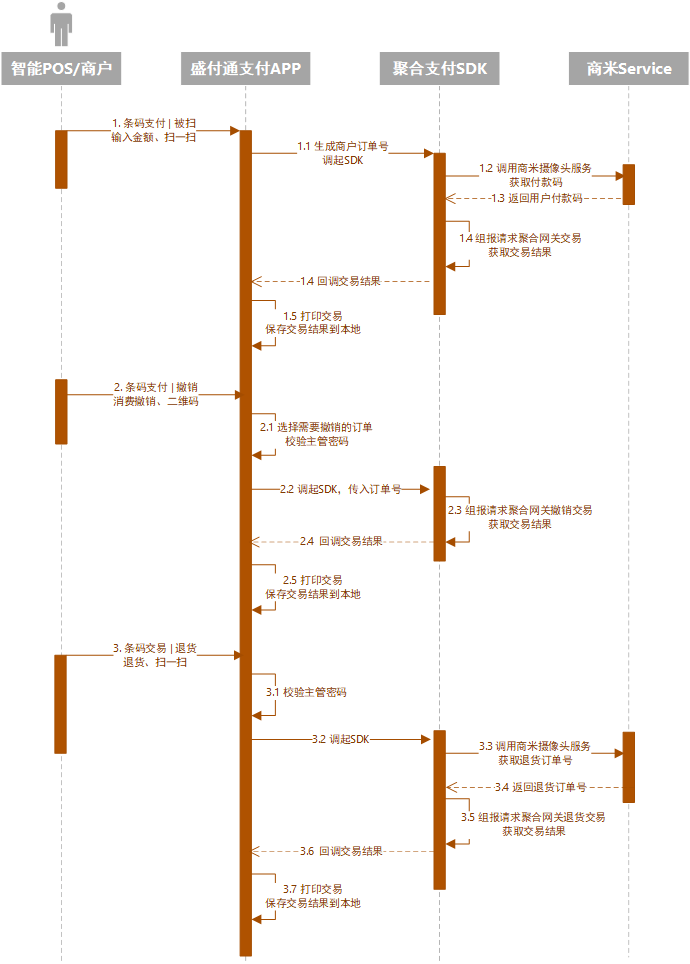 智能POS/商户
盛付通支付APP
聚合支付SDK
商米Service
1. 条码支付 | 被扫
输入金额、扫一扫
1.1 生成商户订单号
调起SDK
1.2 调用商米摄像头服务
获取付款码
1.3 返回用户付款码
1.4 组报请求聚合网关交易
获取交易结果
1.4 回调交易结果
1.5 打印交易
保存交易结果到本地
2. 条码支付 | 撤销
消费撤销、二维码
2.1 选择需要撤销的订单
校验主管密码
2.2 调起SDK，传入订单号
2.3 组报请求聚合网关撤销交易
获取交易结果
2.4 回调交易结果
2.5 打印交易
保存交易结果到本地
3. 条码交易 | 退货
退货、扫一扫
3.1 校验主管密码
3.2 调起SDK
3.3 调用商米摄像头服务
获取退货订单号
3.4 返回退货订单号
3.5 组报请求聚合网关退货交易
获取交易结果
3.6 回调交易结果
3.7 打印交易
保存交易结果到本地